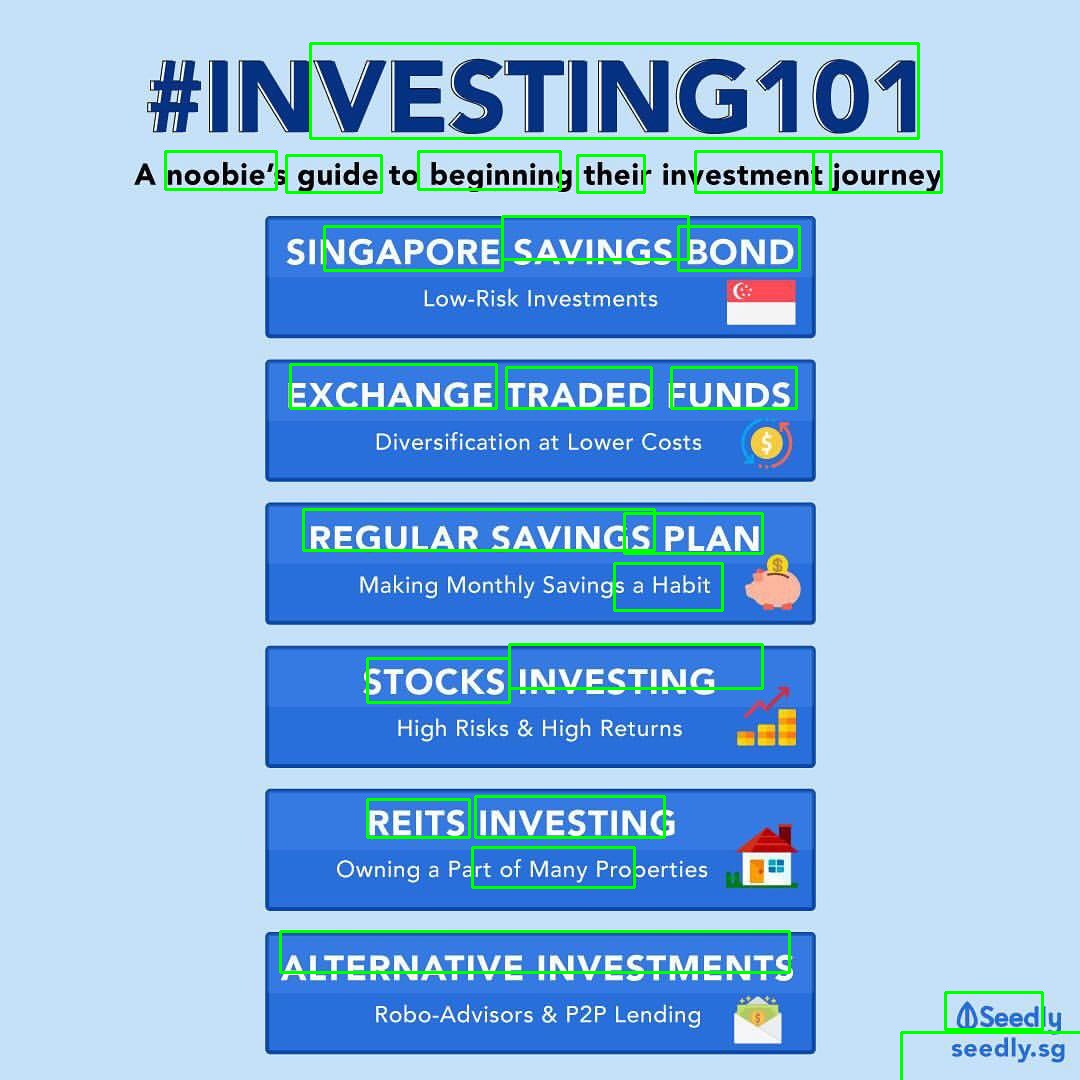 #INVESTING101
A noobie's guide to beginning their investment journey
SINGAPORE SAVINGS BOND
Low-Risk Investments
EXCHANGE TRADED FUNDS
Diversification at Lower Costs
$
REGULAR SAVINGS PLAN
$
Making Monthly Savings a Habit
STOCKS INVESTING
High Risks & High Returns
REITS INVESTING
Owning a Part of Many Properties
ALTERNATIVE INVESTMENTS
Robo-Advisors & P2P Lending
$
Seedly
seedly.sg